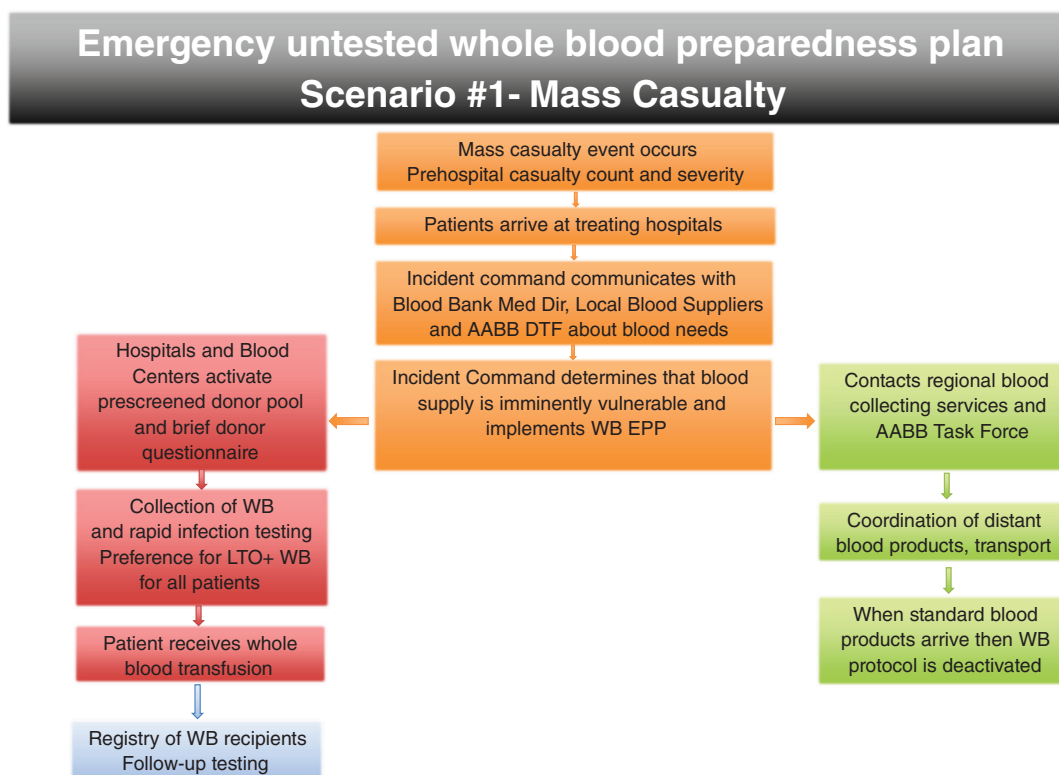 Emergency untested whole blood preparedness plan
Scenario #1- Mass Casualty
Mass casualty event occurs
Prehospital casualty count and severity
Patients arrive at treating hospitals
Incident command communicates with
Blood Bank Med Dir, Local Blood Suppliers
and AABB DTF about blood needs
Incident Command determines that blood
supply is imminently vulnerable and
implements WB EPP
Hospitals and Blood
Centers activate
prescreened donor pool
and brief donor
questionnaire
Collection of WB
and rapid infection testing
Preference for LTO+ WB
for all patients
Patient receives whole
blood transfusion
Registry of WB recipients
Follow-up testing
Contacts regional blood
collecting services and
AABB Task Force
Coordination of distant
blood products, transport
When standard blood
products arrive then WB
protocol is deactivated